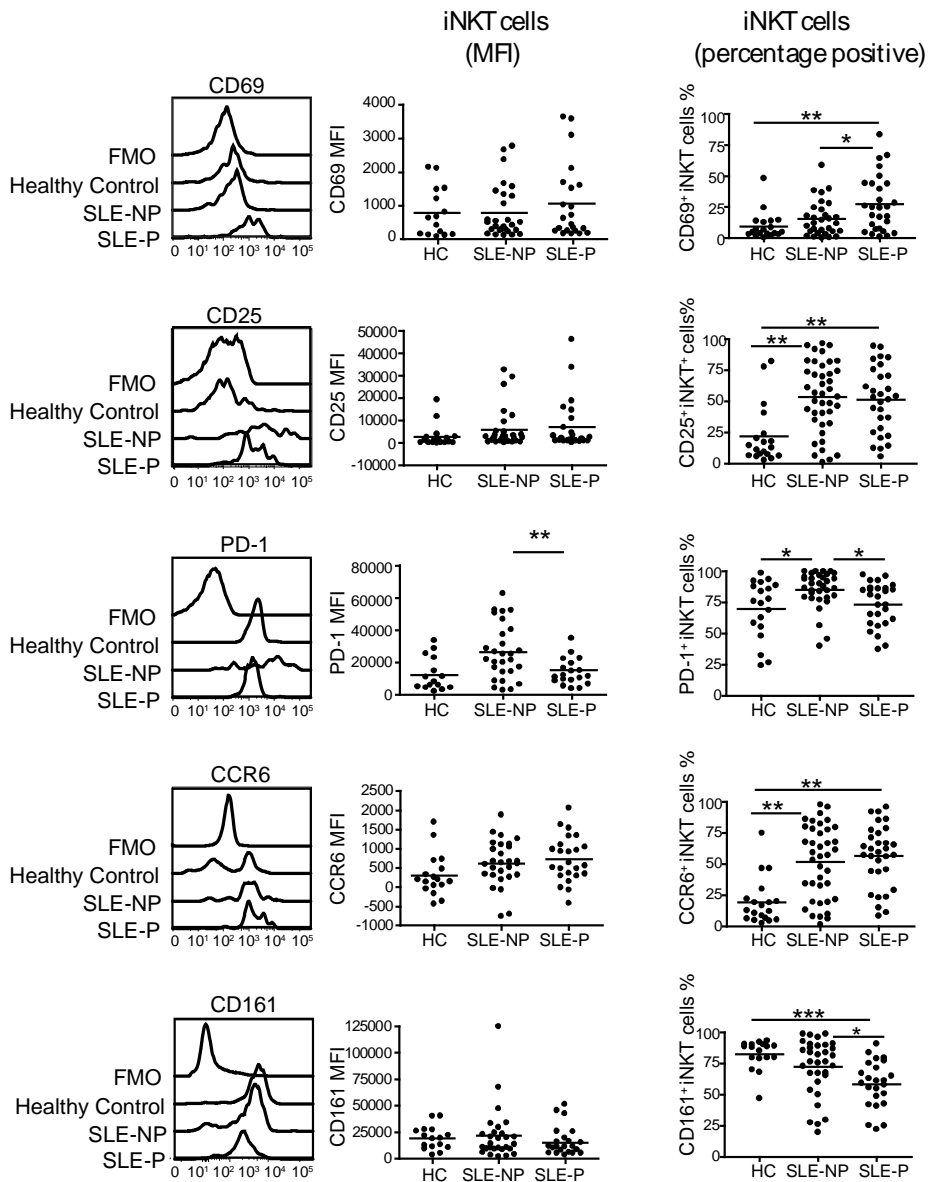 iNKT cells
(MFI)
iNKT cells
(percentage positive)
CD69
FMO
Healthy Control
SLE-NP
SLE-P
0 10¹ 10² 10³ 10⁴ 10⁵
CD69 MFI
4000
3000
2000
1000
0
HC SLE-NP SLE-P
CD69⁺ iNKT cells %
100
75
50
25
0
**
*
HC SLE-NP SLE-P
CD25
FMO
Healthy Control
SLE-NP
SLE-P
0 10¹ 10² 10³ 10⁴ 10⁵
CD25 MFI
50000
40000
30000
20000
10000
0
-10000
HC SLE-NP SLE-P
CD25⁺iNKT⁺ cells%
100
75
50
25
0
**
**
HC SLE-NP SLE-P
PD-1
FMO
Healthy Control
SLE-NP
SLE-P
0 10¹ 10² 10³ 10⁴ 10⁵
PD-1 MFI
80000
60000
40000
20000
0
**
HC SLE-NP SLE-P
PD-1⁺ iNKT cells %
100
75
50
25
0
* *
HC SLE-NP SLE-P
CCR6
FMO
Healthy Control
SLE-NP
SLE-P
0 10¹ 10² 10³ 10⁴ 10⁵
CCR6 MFI
2500
2000
1500
1000
500
0
-500
-1000
HC SLE-NP SLE-P
CCR6⁺ iNKT cells %
100
75
50
25
0
**
**
HC SLE-NP SLE-P
CD161
FMO
Healthy Control
SLE-NP
SLE-P
0 10¹ 10² 10³ 10⁴ 10⁵
CD161 MFI
125000
100000
75000
50000
25000
0
HC SLE-NP SLE-P
CD161⁺iNKT cells %
100
75
50
25
0
***
*
HC SLE-NP SLE-P